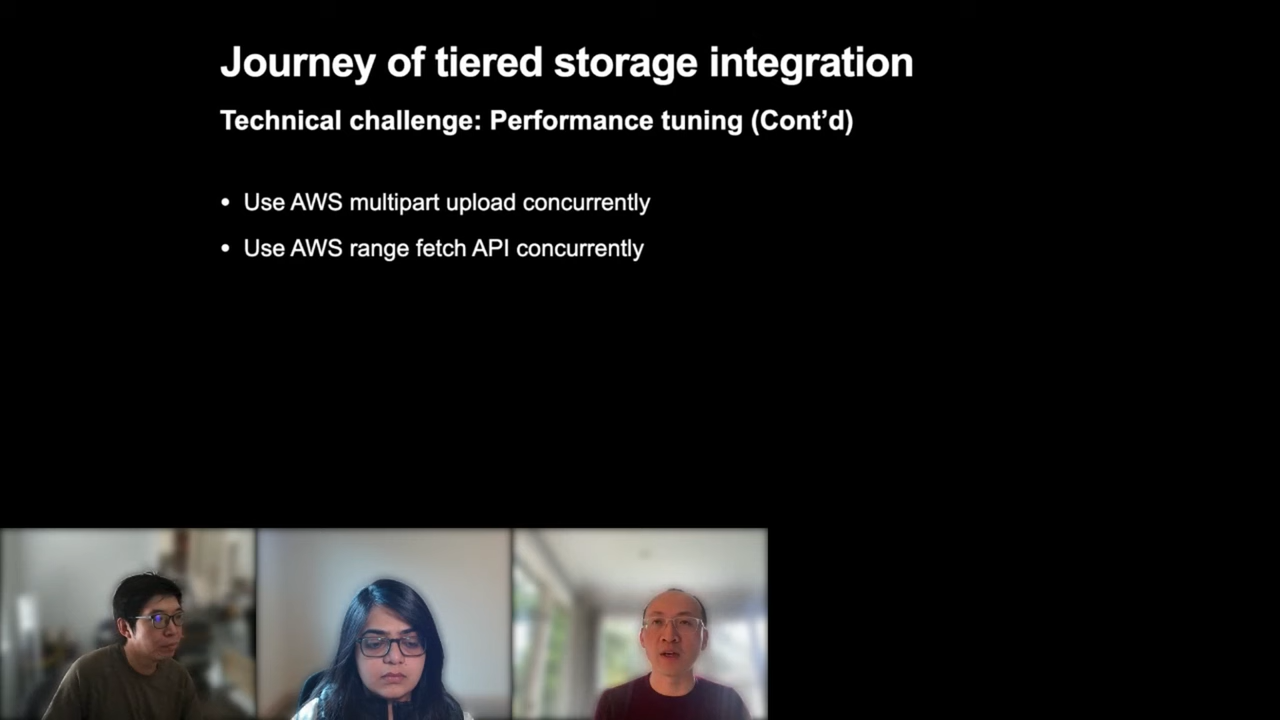 Journey of tiered storage integration
Technical challenge: Performance tuning (Cont’d)
• Use AWS multipart upload concurrently
• Use AWS range fetch API concurrently